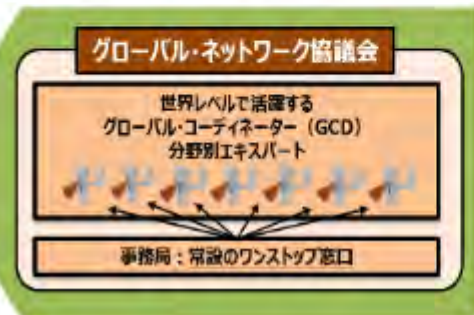 グローバル・ネットワーク協議会
世界レベルで活躍する
グローバル・コーディネーター（GCD）
分野別エキスパート
事務局：常設のワンストップ窓口